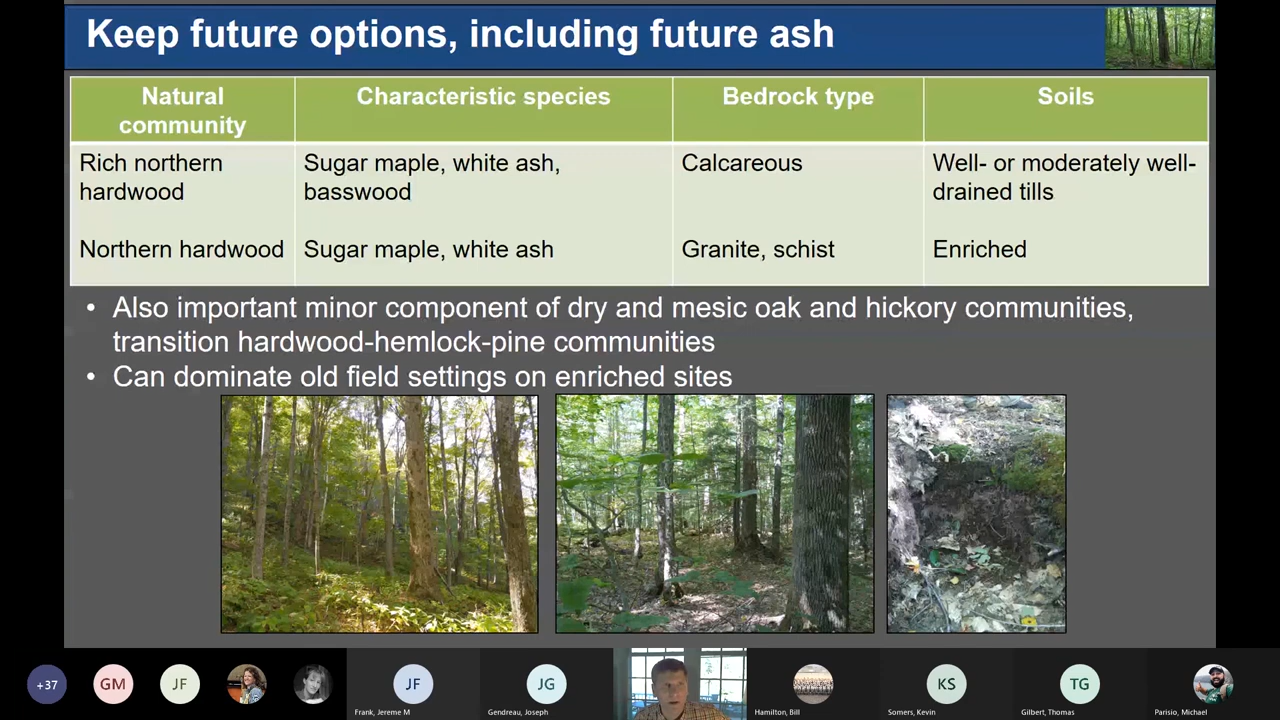 Keep future options, including future ash
Natural community
Characteristic species
Bedrock type
Soils
Rich northern hardwood
Sugar maple, white ash, basswood
Calcareous
Well- or moderately well-drained tills
Northern hardwood
Sugar maple, white ash
Granite, schist
Enriched
• Also important minor component of dry and mesic oak and hickory communities,
transition hardwood-hemlock-pine communities
• Can dominate old field settings on enriched sites
+37
GM
JF
JF
JG
KS
TG
Frank, Jereme M
Gendreau, Joseph
Hamilton, Bill
Somers, Kevin
Gilbert, Thomas
Parisio, Michael